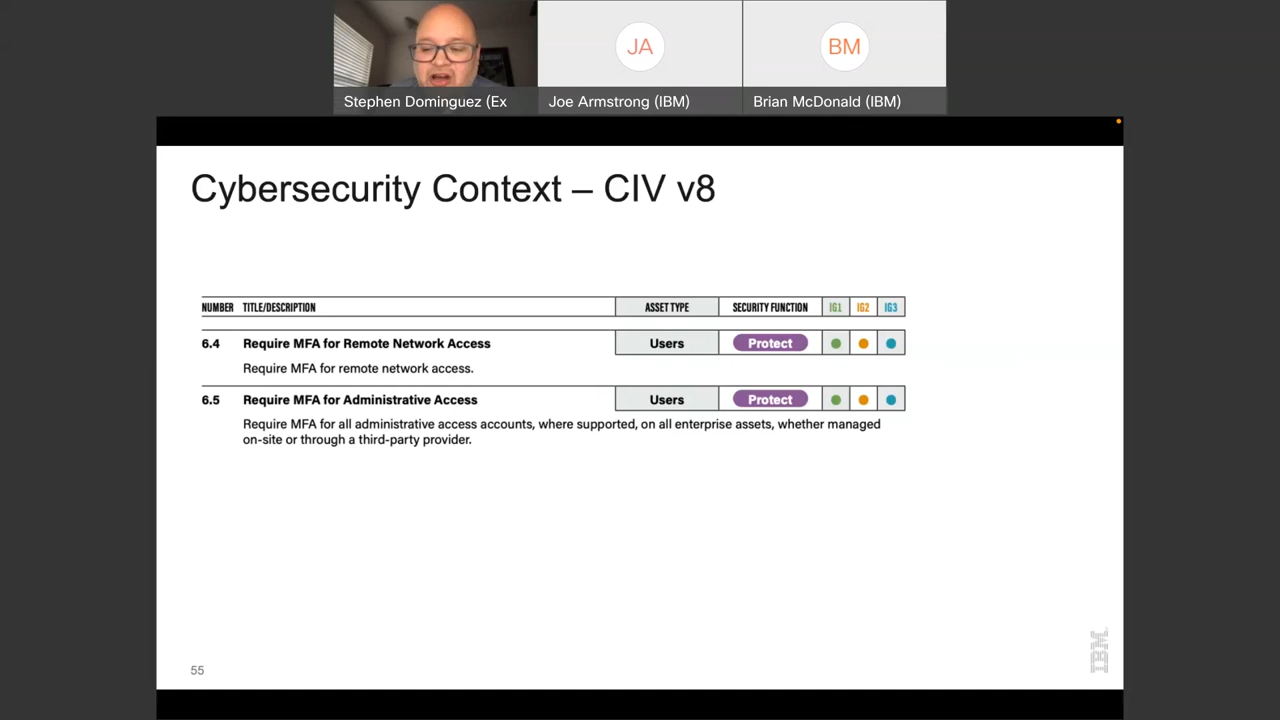 JA
BM
Stephen Dominguez (Ex
Joe Armstrong (IBM)
Brian McDonald (IBM)
Cybersecurity Context – CIV v8
NUMBER TITLE/DESCRIPTION ASSET TYPE SECURITY FUNCTION IG1 IG2 IG3
6.4 Require MFA for Remote Network Access Users Protect
Require MFA for remote network access.
6.5 Require MFA for Administrative Access Users Protect
Require MFA for all administrative access accounts, where supported, on all enterprise assets, whether managed
on-site or through a third-party provider.
55
IBM